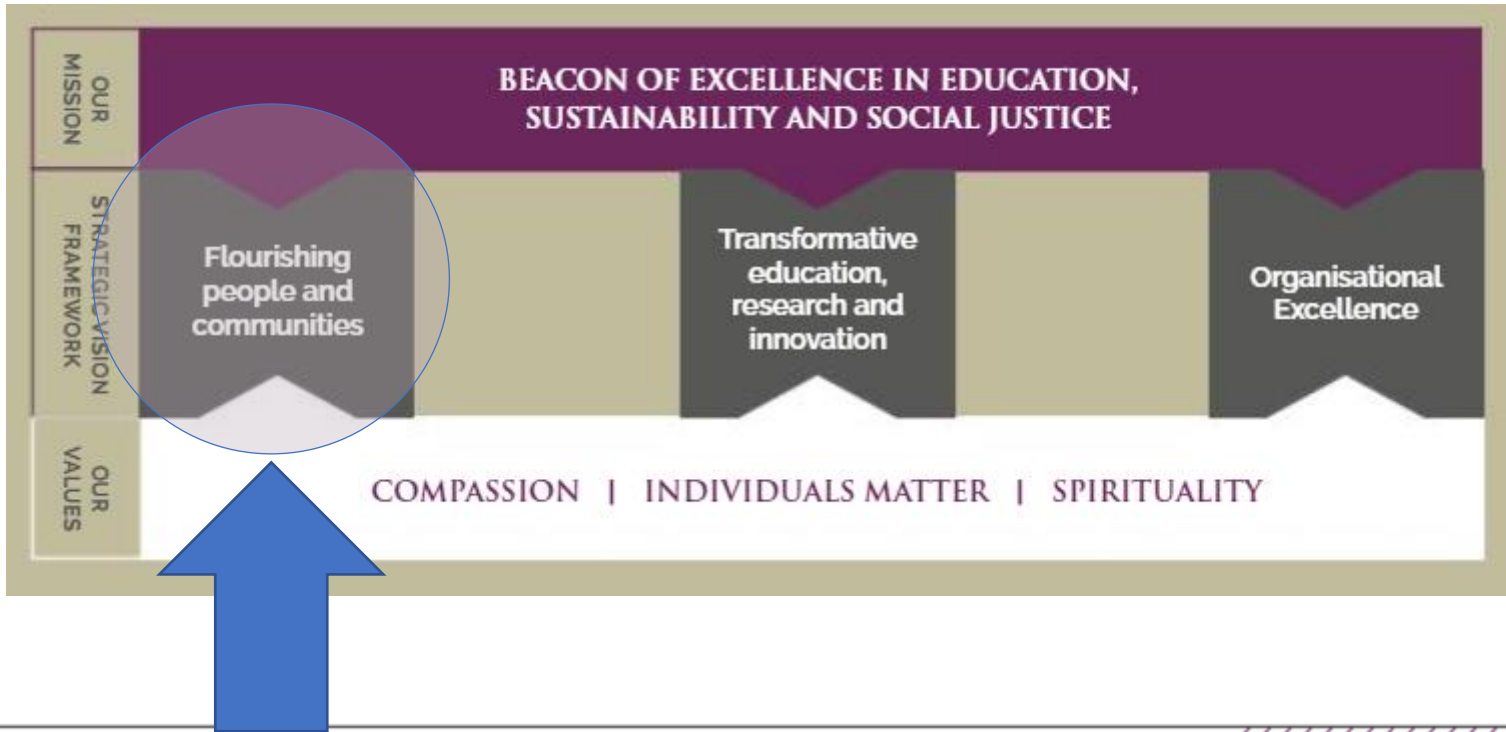 OUR
MISSION
BEACON OF EXCELLENCE IN EDUCATION,
SUSTAINABILITY AND SOCIAL JUSTICE
STRATEGIC VISION
FRAMEWORK
Flourishing
people and
communities
Transformative
education,
research and
innovation
Organisational
Excellence
OUR
VALUES
COMPASSION | INDIVIDUALS MATTER | SPIRITUALITY